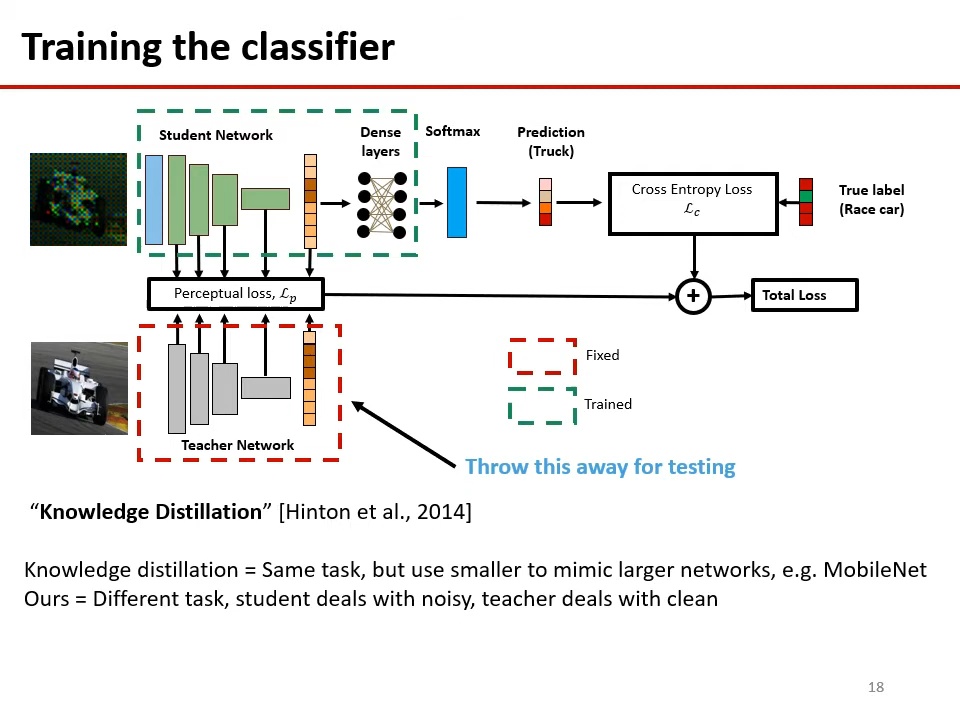 Training the classifier
Student Network
Dense
layers
Softmax
Prediction
(Truck)
Cross Entropy Loss
ℒ𝑐
True label
(Race car)
Perceptual loss, ℒ𝑝
+
Total Loss
Fixed
Trained
Teacher Network
Throw this away for testing
“Knowledge Distillation” [Hinton et al., 2014]
Knowledge distillation = Same task, but use smaller to mimic larger networks, e.g. MobileNet
Ours = Different task, student deals with noisy, teacher deals with clean
18